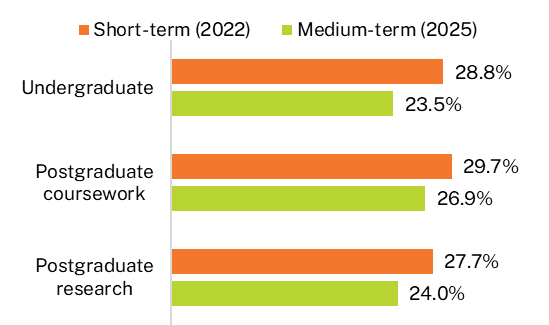 Short-term (2022) Medium-term (2025)
Undergraduate
28.8%
23.5%
Postgraduate
coursework
29.7%
26.9%
Postgraduate
research
27.7%
24.0%